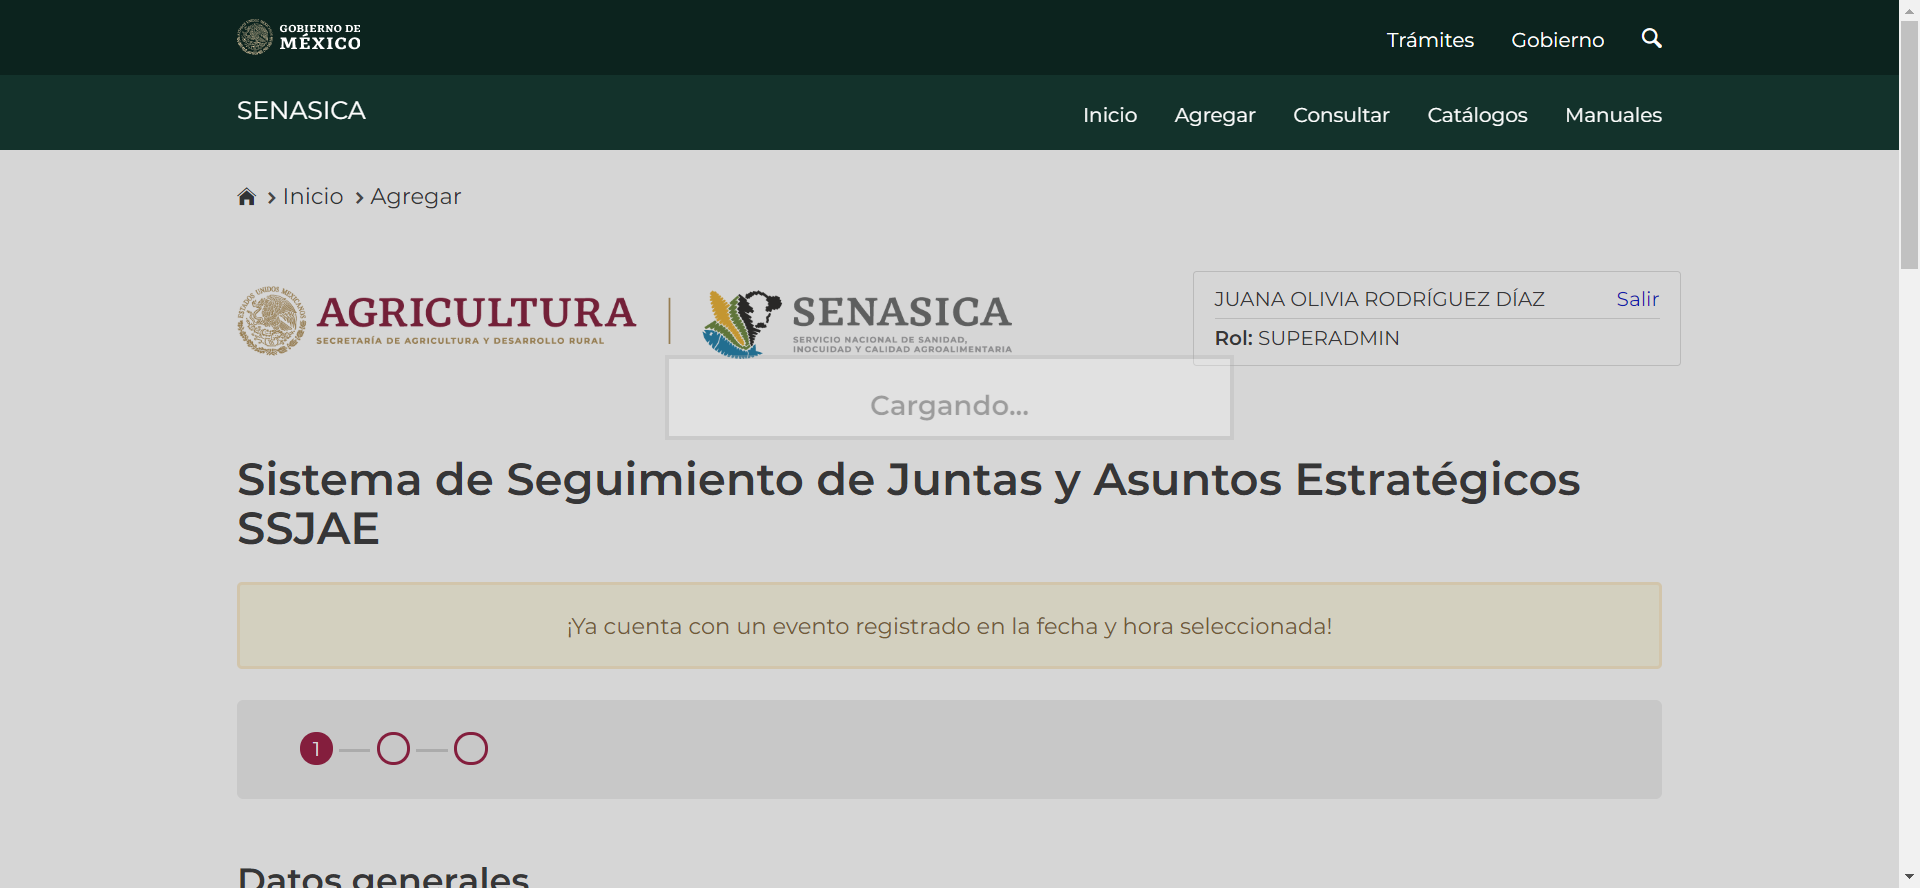 GOBIERNO DE
MÉXICO
Trámites
Gobierno
SENASICA
Inicio
Agregar
Consultar
Catálogos
Manuales
Inicio
Agregar
ESTADOS UNIDOS MEXICANOS
AGRICULTURA
SECRETARÍA DE AGRICULTURA Y DESARROLLO RURAL
SENASICA
SERVICIO NACIONAL DE SANIDAD,
INOCUIDAD Y CALIDAD AGROALIMENTARIA
JUANA OLIVIA RODRÍGUEZ DÍAZ
Salir
Rol: SUPERADMIN
Cargando...
Sistema de Seguimiento de Juntas y Asuntos Estratégicos
SSJAE
¡Ya cuenta con un evento registrado en la fecha y hora seleccionada!
1
Datos generales